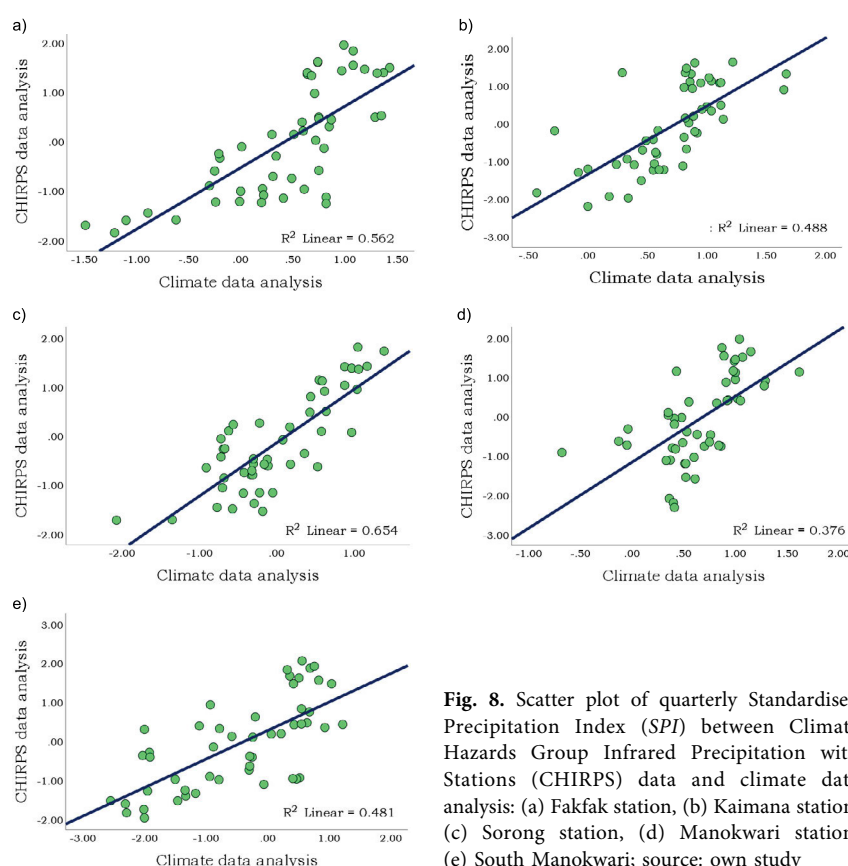 a)
2.00
1.00
.00
-1.00
-2.00
CHIRPS data analysis
-1.50 -1.00 -.50 .00 .50 1.00 1.50
Climate data analysis
R² Linear = 0.562
b)
2.00
1.00
.00
-1.00
-2.00
-3.00
CHIRPS data analysis
-.50 .00 .50 1.00 1.50 2.00
Climate data analysis
: R² Linear = 0.488
c)
2.00
1.00
.00
-1.00
-2.00
CHIRPS data analysis
-2.00 -1.00 .00 1.00
Climate data analysis
R² Linear = 0.654
d)
2.00
1.00
.00
-1.00
-2.00
-3.00
CHIRPS data analysis
-1.00 -.50 .00 .50 1.00 1.50 2.0
Climate data analysis
R² Linear = 0.376
e)
3.00
2.00
1.00
.00
-1.00
-2.00
CHIRPS data analysis
-3.00 -2.00 -1.00 .00 1.00 2.00
Climate data analysis
R² Linear = 0.481
Fig. 8. Scatter plot of quarterly Standardise
Precipitation Index (SPI) between Climat
Hazards Group Infrared Precipitation wit
Stations (CHIRPS) data and climate dat
analysis: (a) Fakfak station, (b) Kaimana station
(c) Sorong station, (d) Manokwari station
(e) South Manokwari; source: own study